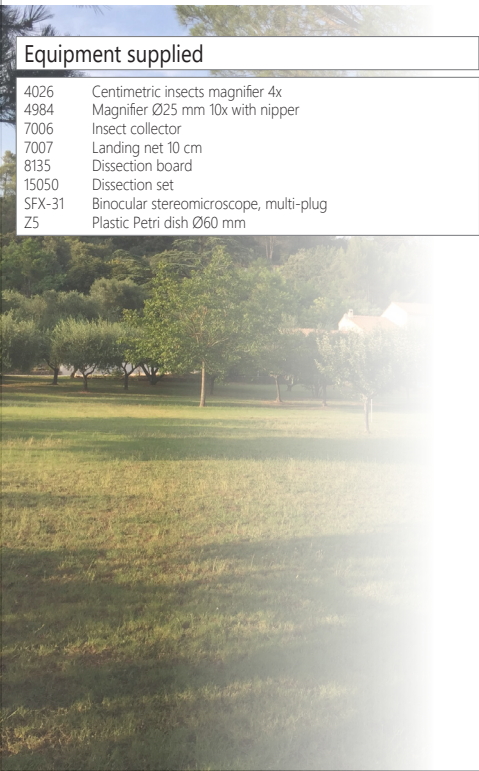 Equipment supplied
4026 Centimetric insects magnifier 4x
4984 Magnifier Ø25 mm 10x with nipper
7006 Insect collector
7007 Landing net 10 cm
8135 Dissection board
15050 Dissection set
SFX-31 Binocular stereomicroscope, multi-plug
Z5 Plastic Petri dish Ø60 mm